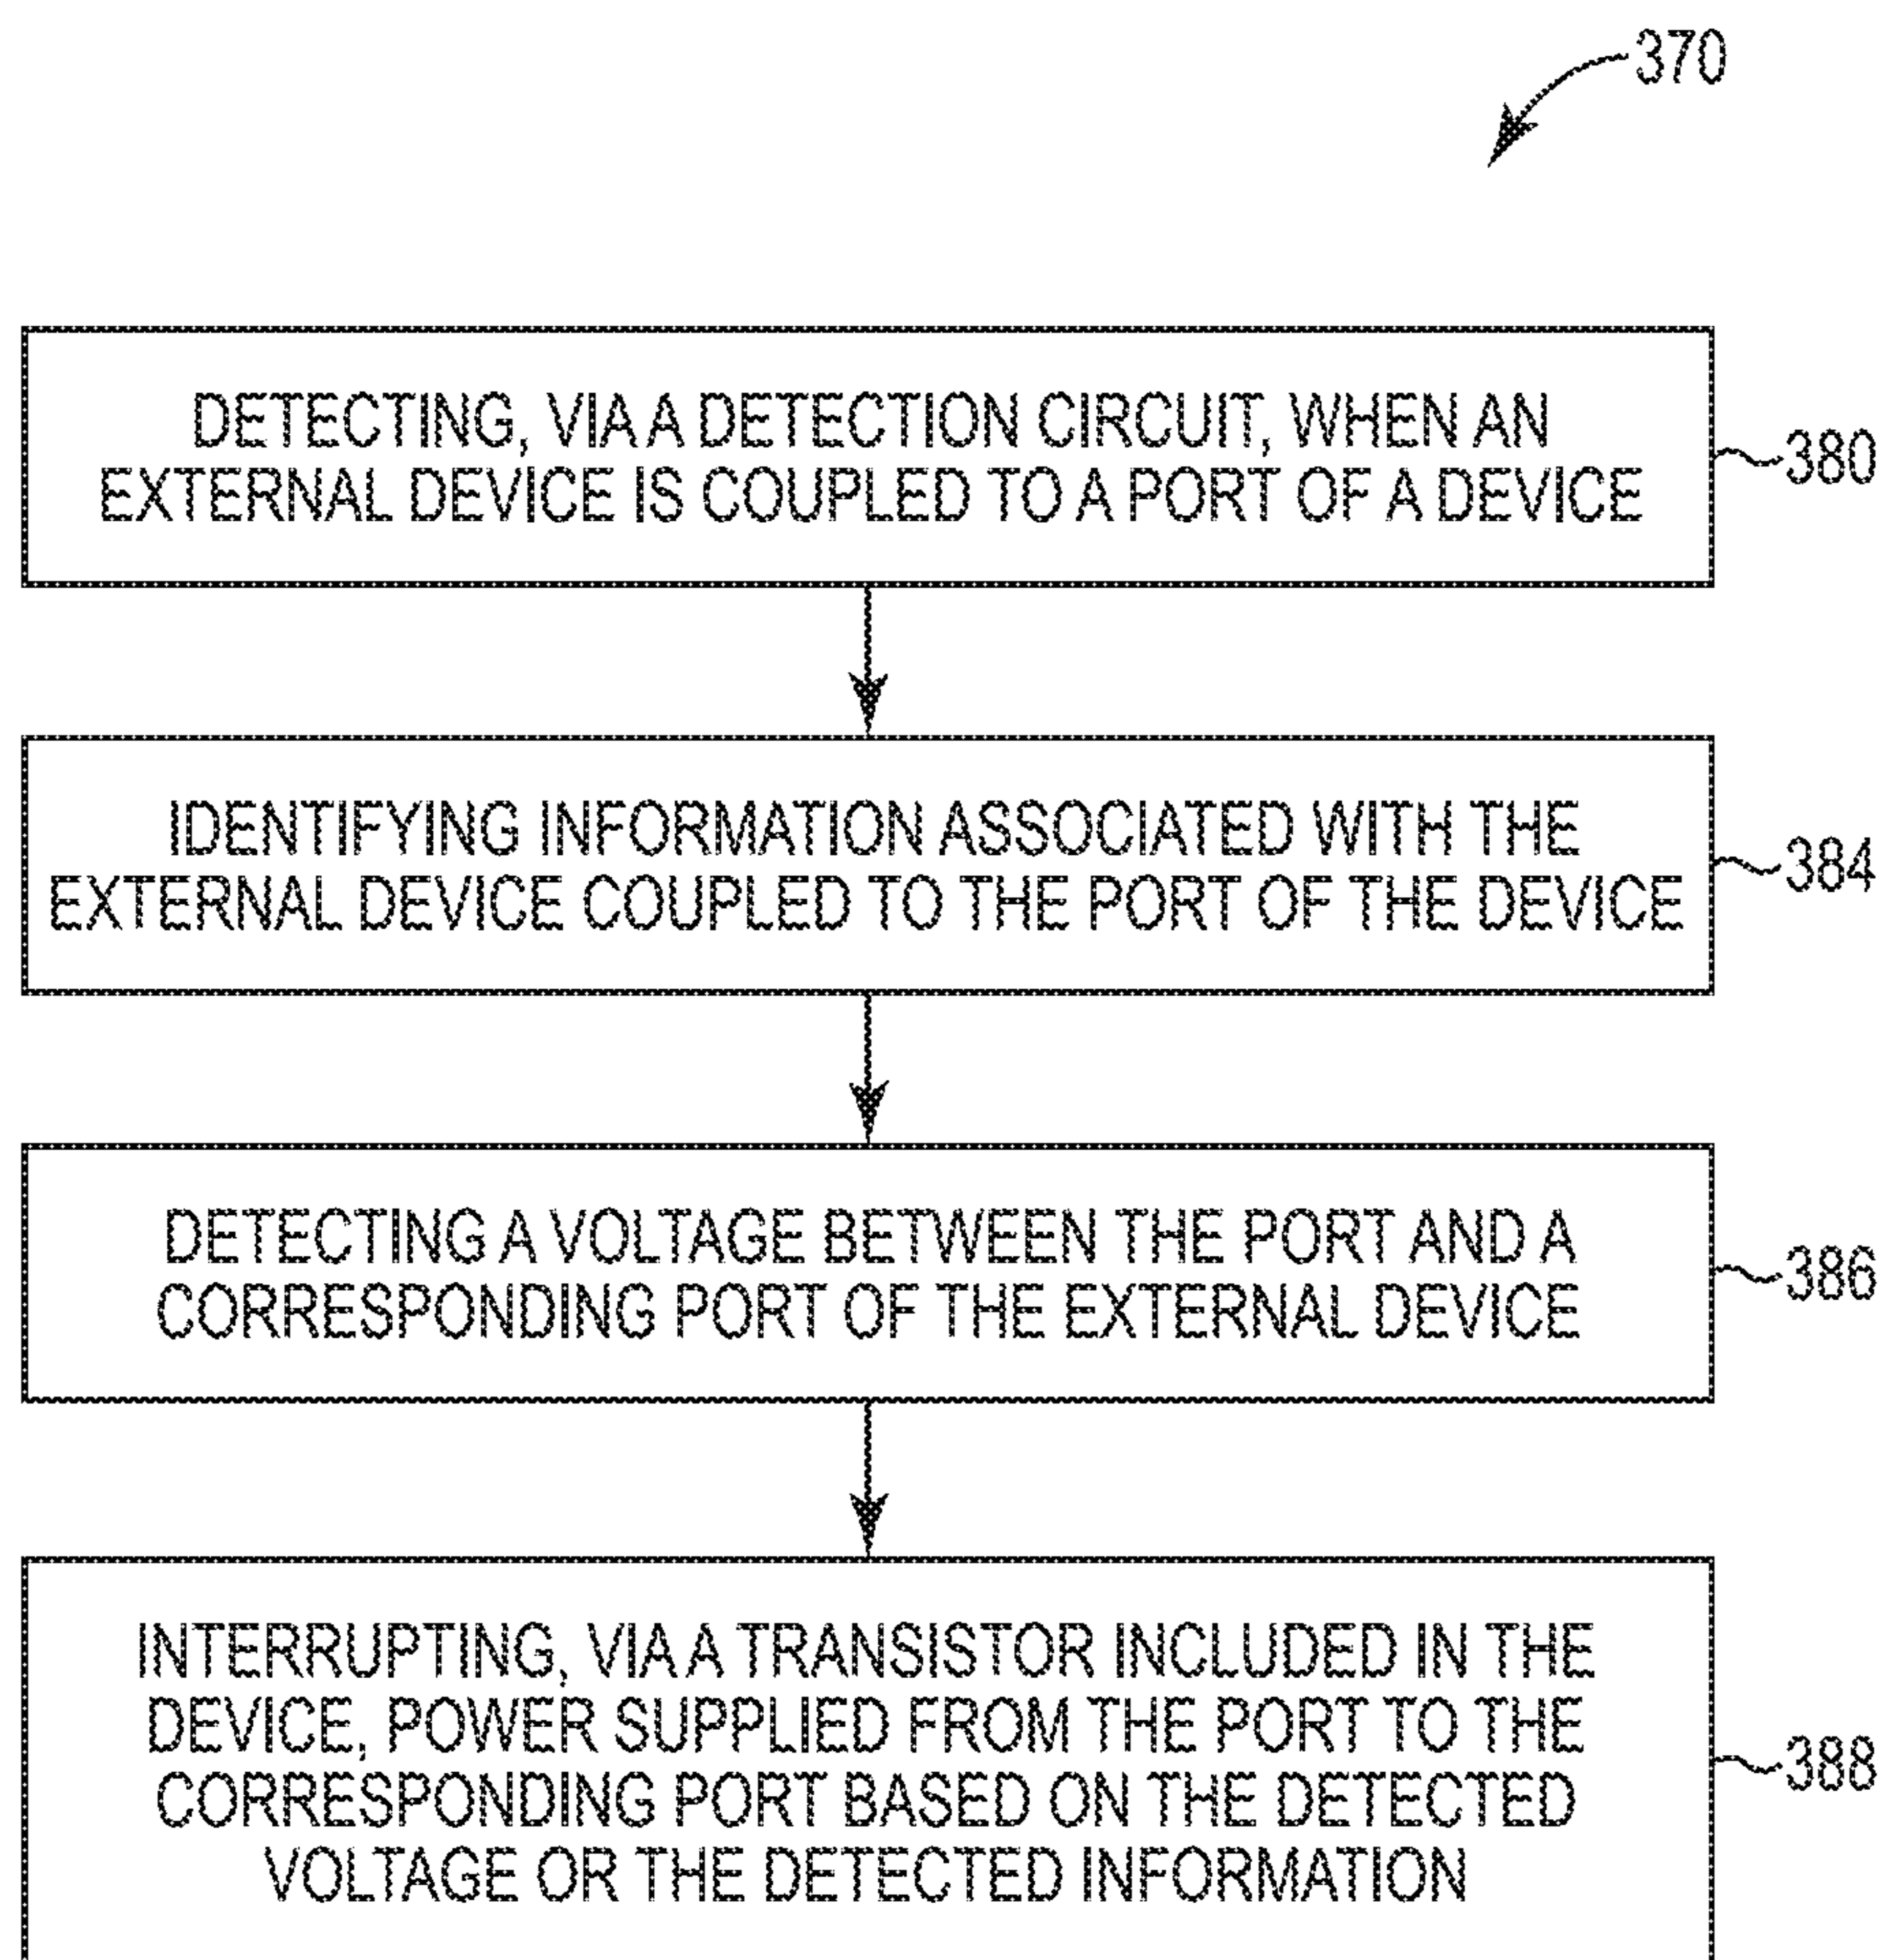 370
DETECTING, VIA A DETECTION CIRCUIT, WHEN AN
EXTERNAL DEVICE IS COUPLED TO A PORT OF A DEVICE
380
IDENTIFYING INFORMATION ASSOCIATED WITH THE
EXTERNAL DEVICE COUPLED TO THE PORT OF THE DEVICE
384
DETECTING A VOLTAGE BETWEEN THE PORT AND A
CORRESPONDING PORT OF THE EXTERNAL DEVICE
386
INTERRUPTING, VIA A TRANSISTOR INCLUDED IN THE
DEVICE, POWER SUPPLIED FROM THE PORT TO THE
CORRESPONDING PORT BASED ON THE DETECTED
VOLTAGE OR THE DETECTED INFORMATION
388